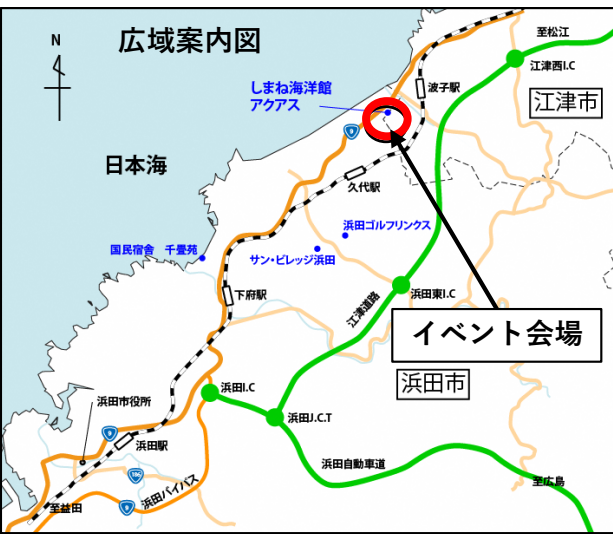 広域案内図
N
至松江
江津西I.C
しまね海洋館
アクアス
波子駅
江津市
9
日本海
久代駅
浜田ゴルフリンクス
国民宿舎 千畳苑
サン・ビレッジ浜田
下府駅
江津道路
浜田東I.C
イベント会場
浜田市
浜田I.C
浜田市役所
浜田J.C.T
9
浜田駅
浜田自動車道
186
浜田バイパス
至広島
至益田
9